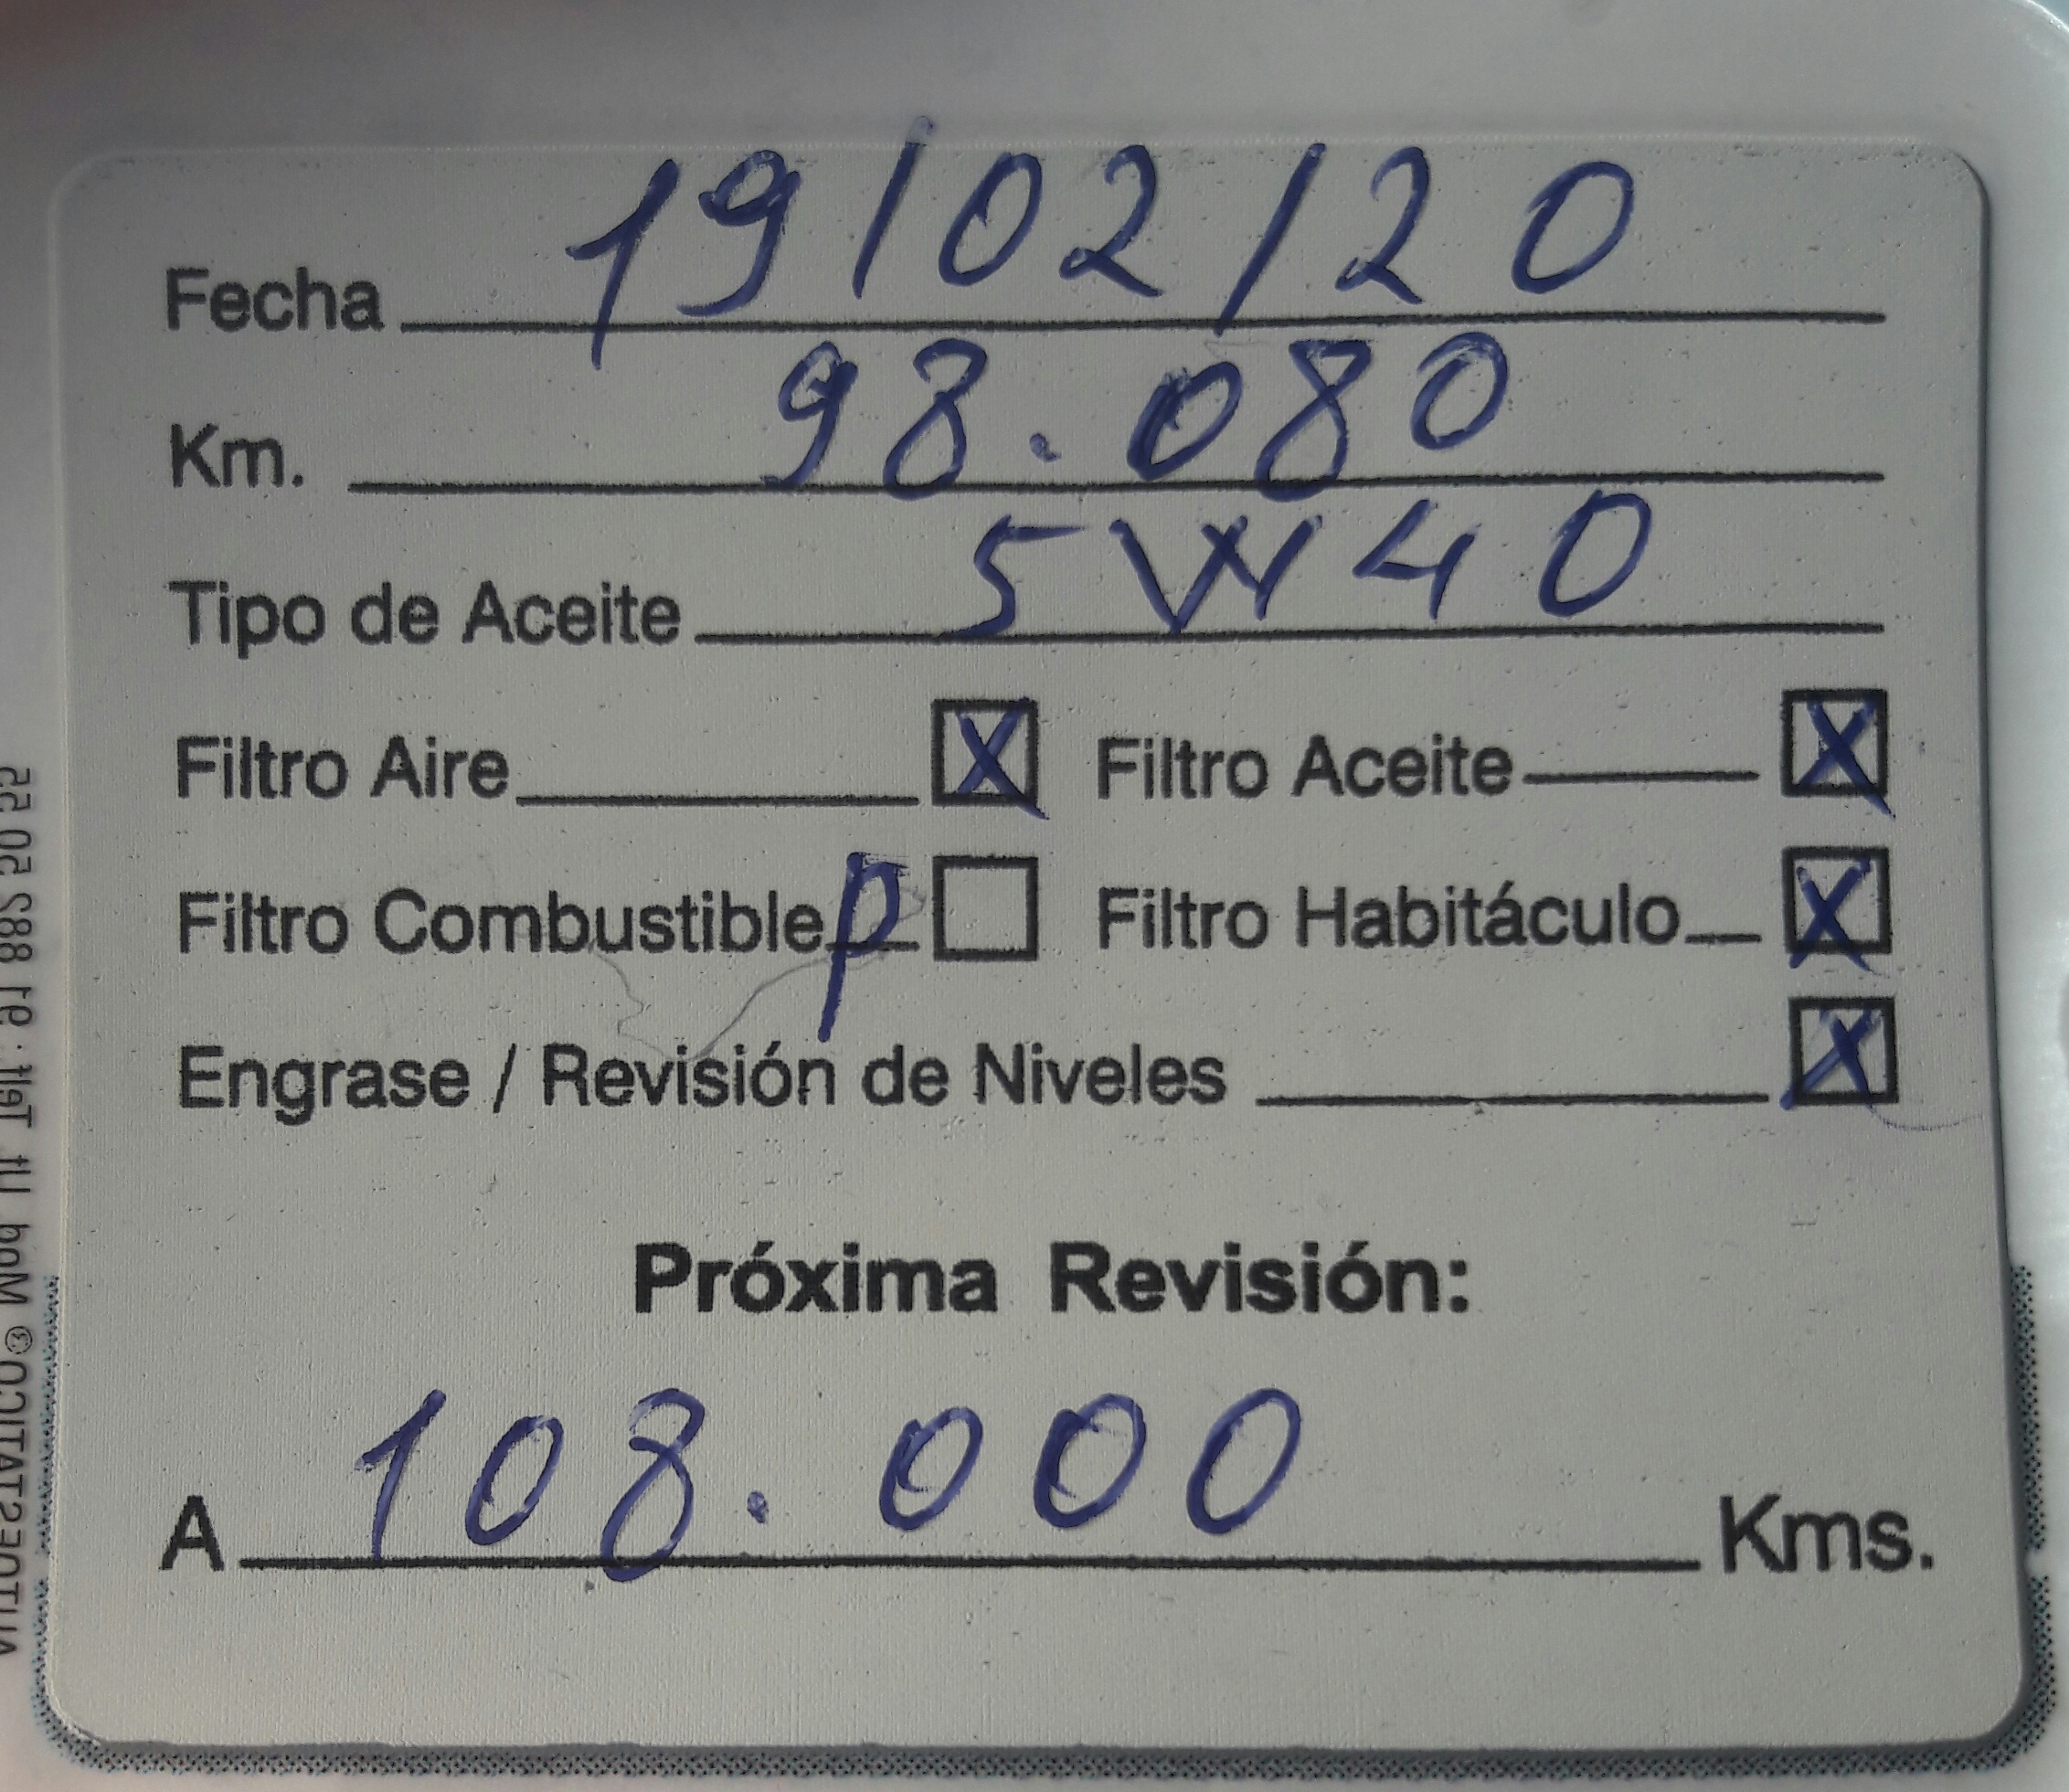 Fecha 19/02/20
Km. 98.080
Tipo de Aceite 5W40
Filtro Aire X Filtro Aceite X
Filtro Combustible P Filtro Habitáculo X
Engrase / Revisión de Niveles X
Próxima Revisión:
A 108.000 Kms.